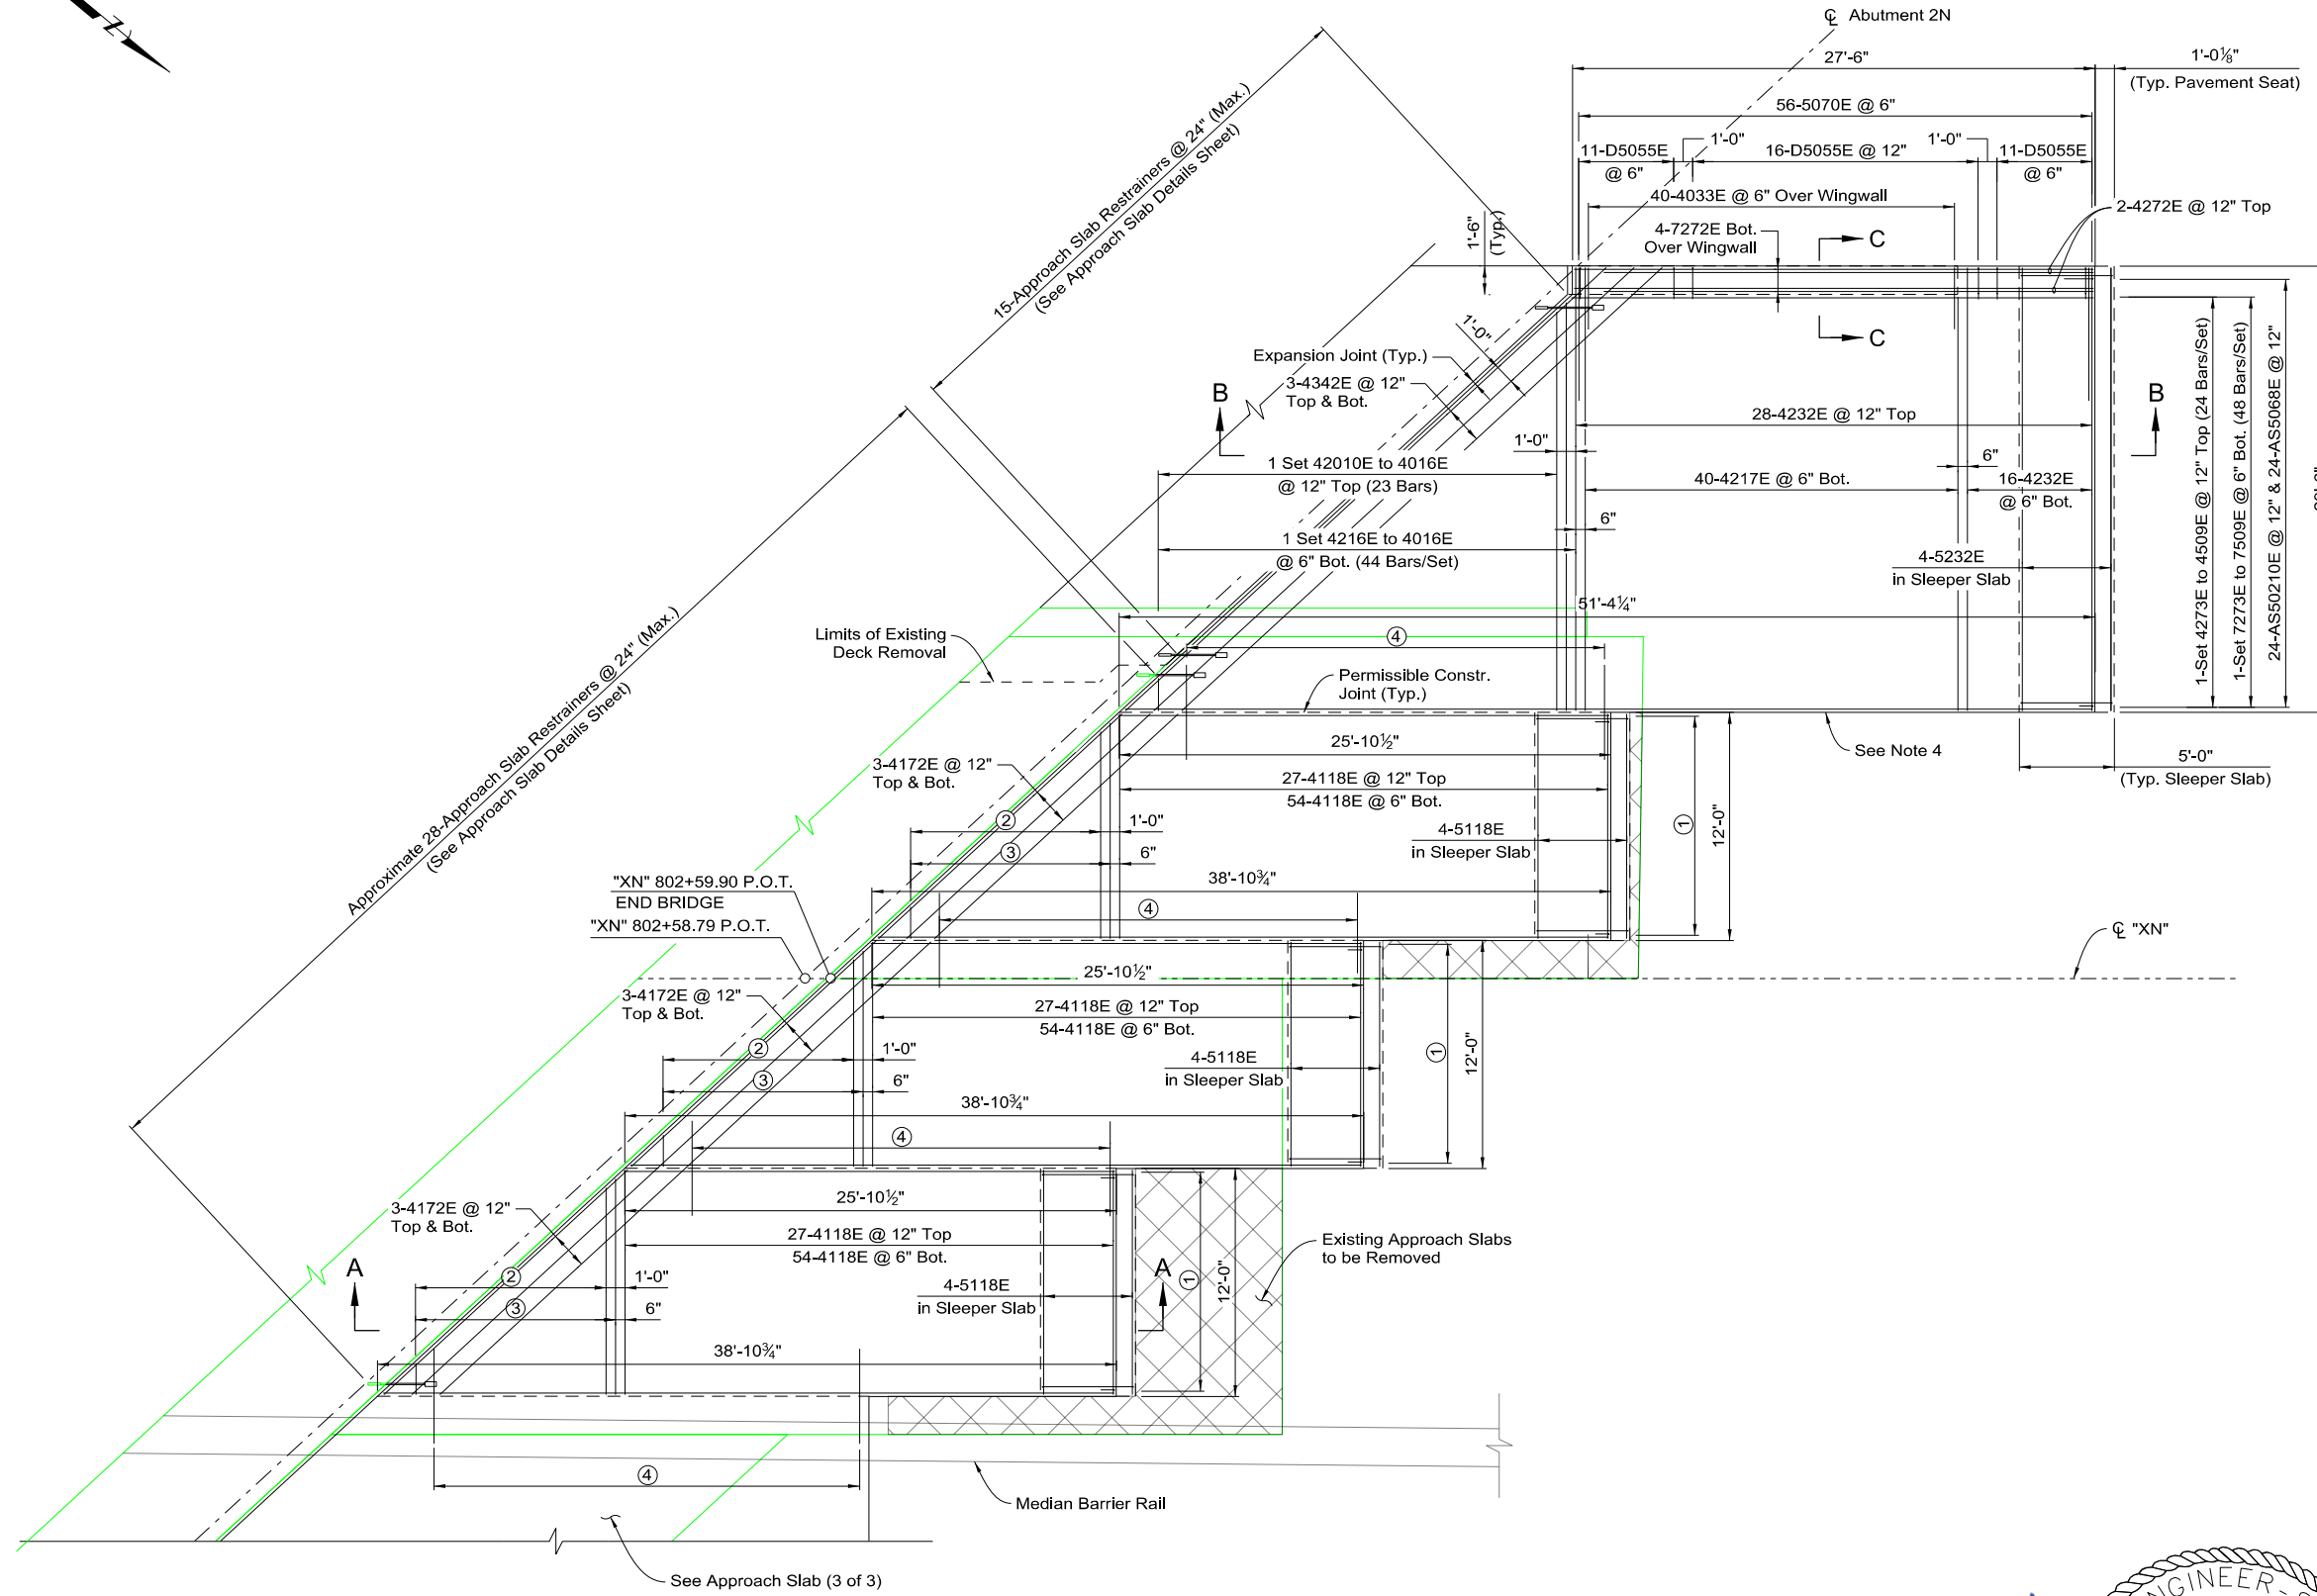 N
℄ Abutment 2N
27'-6"
1'-0⅛"
(Typ. Pavement Seat)
56-5070E @ 6"
1'-0"
1'-0"
11-D5055E
@ 6"
16-D5055E @ 12"
11-D5055E
@ 6"
40-4033E @ 6" Over Wingwall
2-4272E @ 12" Top
4-7272E Bot.
Over Wingwall
C
C
1'-6"
(Typ.)
15-Approach Slab Restrainers @ 24" (Max.)
(See Approach Slab Details Sheet)
1'-0"
Expansion Joint (Typ.)
3-4342E @ 12"
Top & Bot.
B
B
28-4232E @ 12" Top
1'-0"
1 Set 42010E to 4016E
@ 12" Top (23 Bars)
40-4217E @ 6" Bot.
6"
16-4232E
@ 6" Bot.
6"
1 Set 4216E to 4016E
@ 6" Bot. (44 Bars/Set)
4-5232E
in Sleeper Slab
1-Set 4273E to 4509E @ 12" Top (24 Bars/Set)
1-Set 7273E to 7509E @ 6" Bot. (48 Bars/Set)
24-AS50210E @ 12" & 24-AS5068E @ 12"
51'-4¼"
4
Limits of Existing
Deck Removal
Permissible Constr.
Joint (Typ.)
See Note 4
5'-0"
(Typ. Sleeper Slab)
Approximate 28-Approach Slab Restrainers @ 24" (Max.)
(See Approach Slab Details Sheet)
25'-10½"
3-4172E @ 12"
Top & Bot.
27-4118E @ 12" Top
54-4118E @ 6" Bot.
2
1'-0"
3
6"
4-5118E
in Sleeper Slab
1
12'-0"
38'-10¾"
"XN" 802+59.90 P.O.T.
END BRIDGE
"XN" 802+58.79 P.O.T.
4
℄ "XN"
25'-10½"
3-4172E @ 12"
Top & Bot.
27-4118E @ 12" Top
54-4118E @ 6" Bot.
2
1'-0"
3
6"
4-5118E
in Sleeper Slab
1
12'-0"
38'-10¾"
4
25'-10½"
3-4172E @ 12"
Top & Bot.
27-4118E @ 12" Top
54-4118E @ 6" Bot.
Existing Approach Slabs
to be Removed
A
A
2
1'-0"
3
6"
4-5118E
in Sleeper Slab
1
12'-0"
38'-10¾"
4
Median Barrier Rail
See Approach Slab (3 of 3)